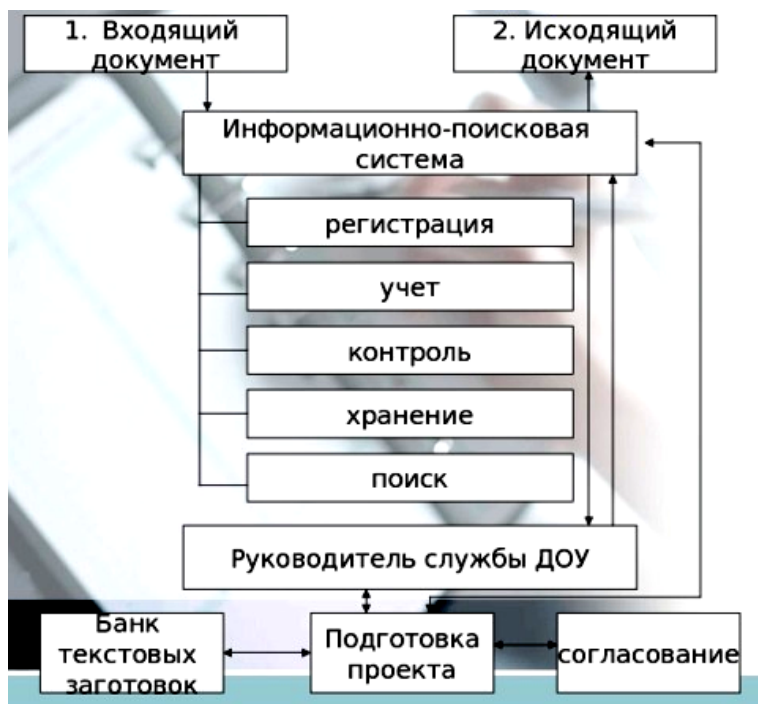 1. Входящий
документ
2. Исходящий
документ
Информационно-поисковая
система
регистрация
учет
контроль
хранение
поиск
Руководитель службы ДОУ
Банк
текстовых
заготовок
Подготовка
проекта
согласование